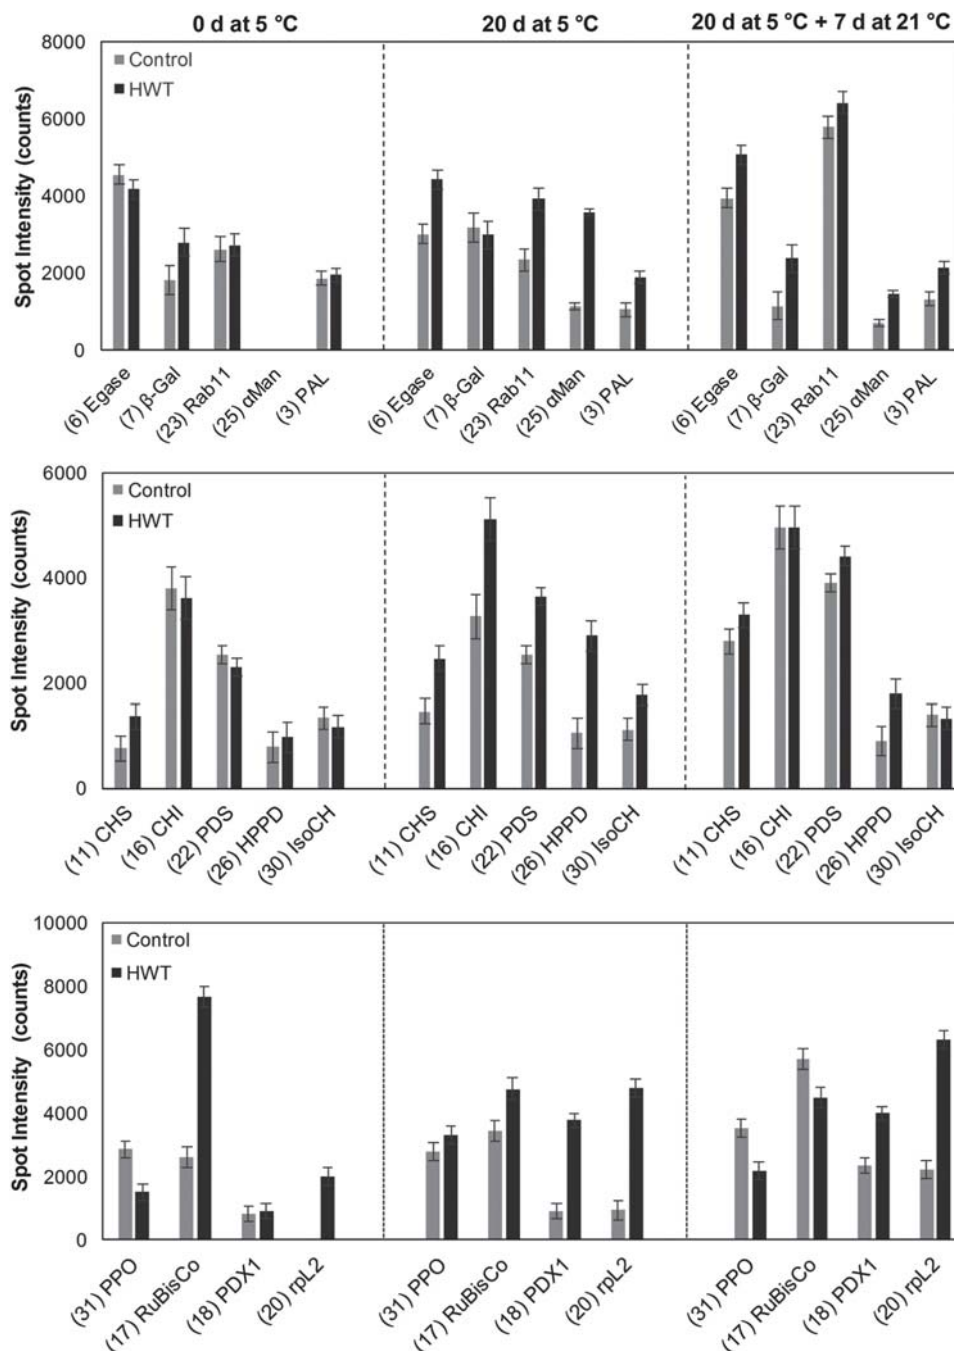 0 d at 5 °C 20 d at 5 °C 20 d at 5 °C + 7 d at 21 °C
Spot Intensity (counts)
8000
6000
4000
2000
0
Control
HWT
(6) Egase (7) β-Gal (23) Rab11 (25) αMan (3) PAL (6) Egase (7) β-Gal (23) Rab11 (25) αMan (3) PAL (6) Egase (7) β-Gal (23) Rab11 (25) αMan (3) PAL
Spot Intensity (counts)
6000
4000
2000
0
Control
HWT
(11) CHS (16) CHI (22) PDS (26) HPPD (30) IsoCH (11) CHS (16) CHI (22) PDS (26) HPPD (30) IsoCH (11) CHS (16) CHI (22) PDS (26) HPPD (30) IsoCH
Spot Intensity (counts)
10000
8000
6000
4000
2000
0
Control
HWT
(31) PPO (17) RuBisCo (18) PDX1 (20) rpL2 (31) PPO (17) RuBisCo (18) PDX1 (20) rpL2 (31) PPO (17) RuBisCo (18) PDX1 (20) rpL2